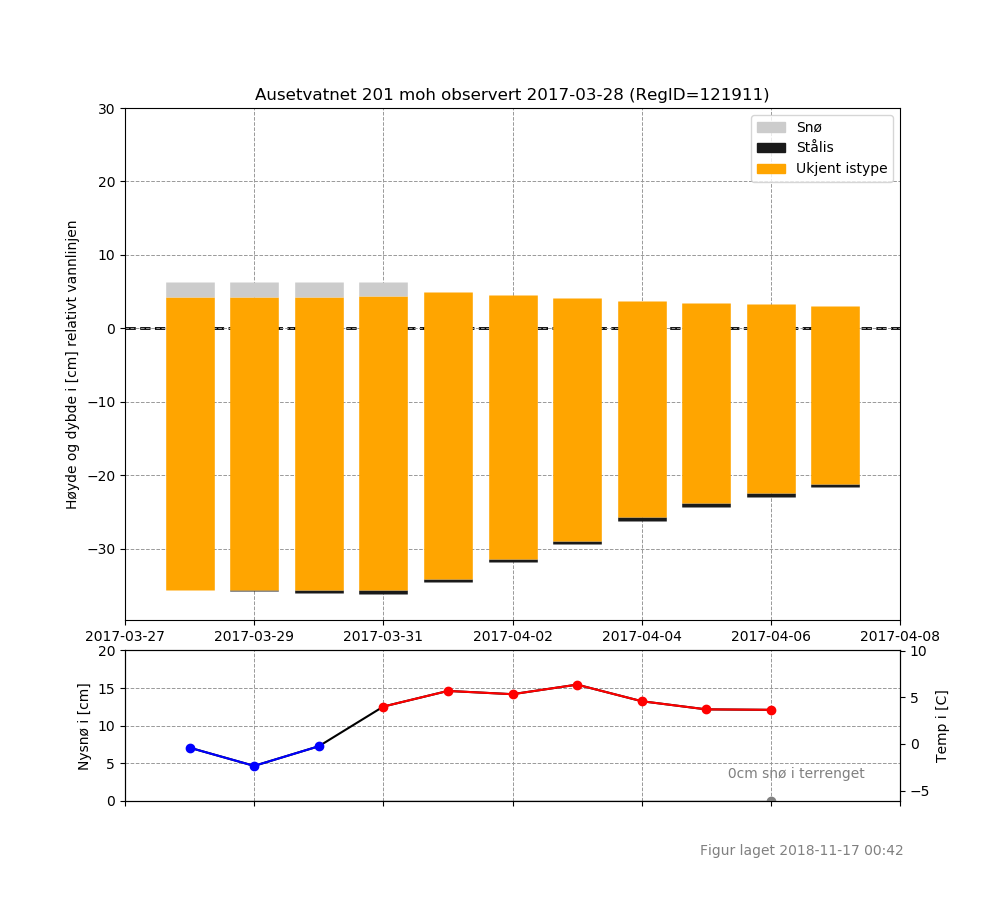 Ausetvatnet 201 moh observert 2017-03-28 (RegID=121911)
Snø
Stålis
Ukjent istype
Høyde og dybde i [cm] relativt vannlinjen
30
20
10
0
−10
−20
−30
2017-03-27 2017-03-29 2017-03-31 2017-04-02 2017-04-04 2017-04-06 2017-04-08
Nysnø i [cm]
20
15
10
5
0
10
5
0
−5
Temp i [C]
0cm snø i terrenget
Figur laget 2018-11-17 00:42